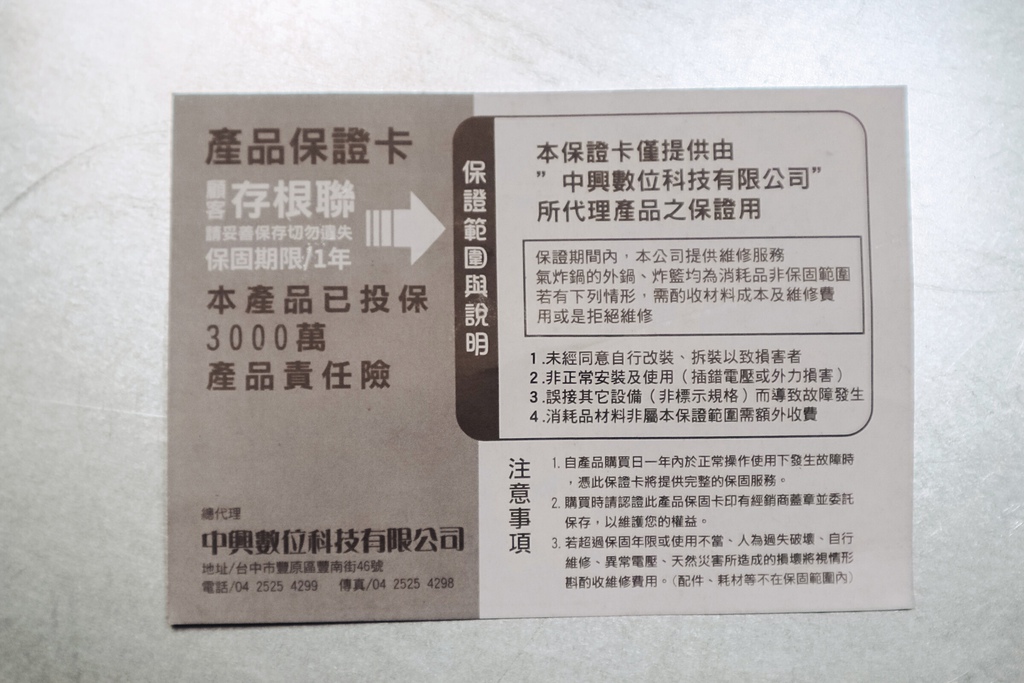 產品保證卡
顧客存根聯
請妥善保存切勿遺失
保固期限/1年
本產品已投保
3000萬
產品責任險
總代理
中興數位科技有限公司
地址/台中市豐原區豐南街46號
電話/04 2525 4299 傳真/04 2525 4298
保證範圍與說明
本保證卡僅提供由
”中興數位科技有限公司”
所代理產品之保證用
保證期間內，本公司提供維修服務
氣炸鍋的外鍋、炸籃均為消耗品非保固範圍
若有下列情形，需酌收材料成本及維修費
用或是拒絕維修
1.未經同意自行改裝、拆裝以致損害者
2.非正常安裝及使用（插錯電壓或外力損害）
3.誤接其它設備（非標示規格）而導致故障發生
4.消耗品材料非屬本保證範圍需額外收費
注意事項
1.自產品購買日一年內於正常操作使用下發生故障時
，憑此保證卡將提供完整的保固服務。
2.購買時請認證此產品保固卡印有經銷商蓋章並委託
保存，以維護您的權益。
3.若超過保固年限或使用不當、人為過失破壞、自行
維修、異常電壓、天然災害所造成的損壞將視情形
斟酌收維修費用。（配件、耗材等不在保固範圍內）